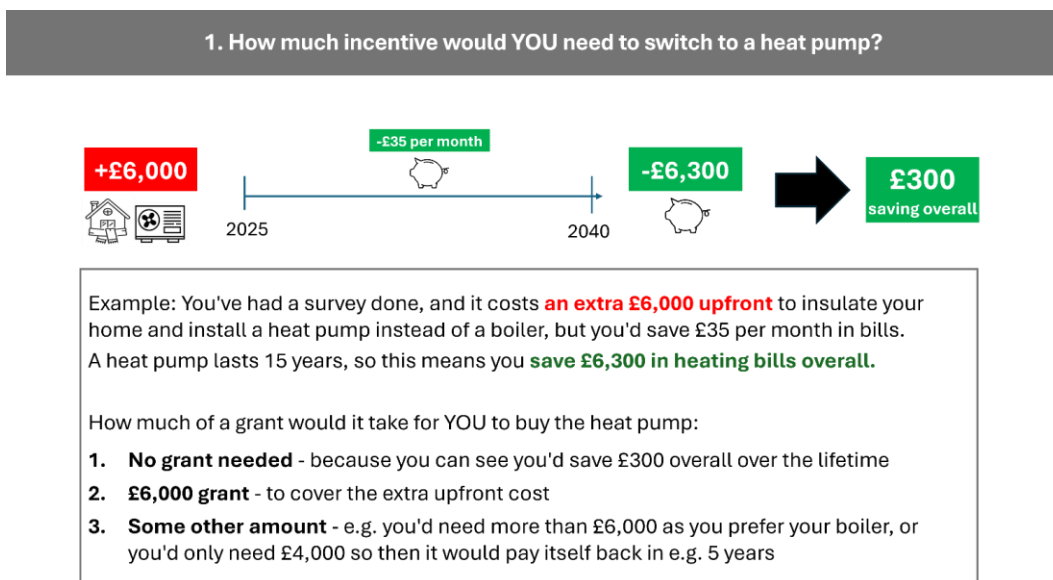 1. How much incentive would YOU need to switch to a heat pump?
-£35 per month
+£6,000
-£6,300
£300
saving overall
2025
2040
Example: You've had a survey done, and it costs an extra £6,000 upfront to insulate your
home and install a heat pump instead of a boiler, but you'd save £35 per month in bills.
A heat pump lasts 15 years, so this means you save £6,300 in heating bills overall.
How much of a grant would it take for YOU to buy the heat pump:
1. No grant needed - because you can see you'd save £300 overall over the lifetime
2. £6,000 grant - to cover the extra upfront cost
3. Some other amount - e.g. you'd need more than £6,000 as you prefer your boiler, or
you'd only need £4,000 so then it would pay itself back in e.g. 5 years